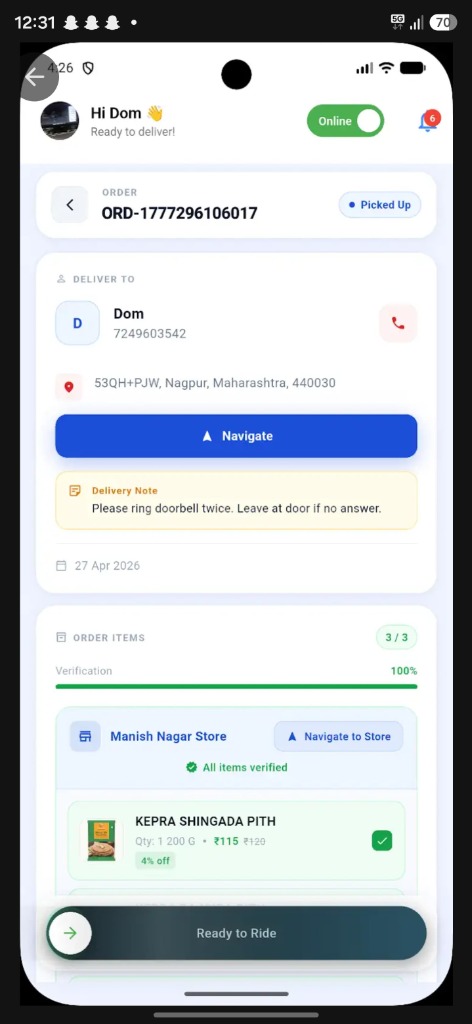 12:31
5G
70
4:26
Hi Dom 👋
Ready to deliver!
Online
6
ORDER
ORD-1777296106017
Picked Up
DELIVER TO
D
Dom
7249603542
53QH+PJW, Nagpur, Maharashtra, 440030
Navigate
Delivery Note
Please ring doorbell twice. Leave at door if no answer.
27 Apr 2026
ORDER ITEMS
3 / 3
Verification
100%
Manish Nagar Store
Navigate to Store
All items verified
KEPRA SHINGADA PITH
Qty: 1 200 G • ₹115 ₹120
4% off
Ready to Ride